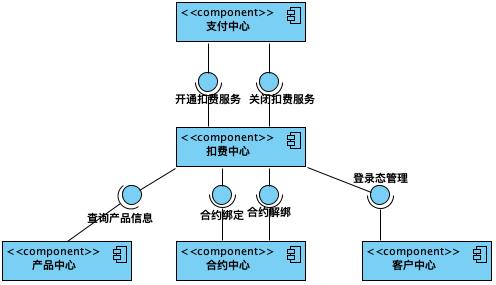 <<component>>
支付中心
开通扣费服务 关闭扣费服务
<<component>>
扣费中心
登录态管理
查询产品信息 合约绑定 合约解绑
<<component>>
产品中心
<<component>>
合约中心
<<component>>
客户中心